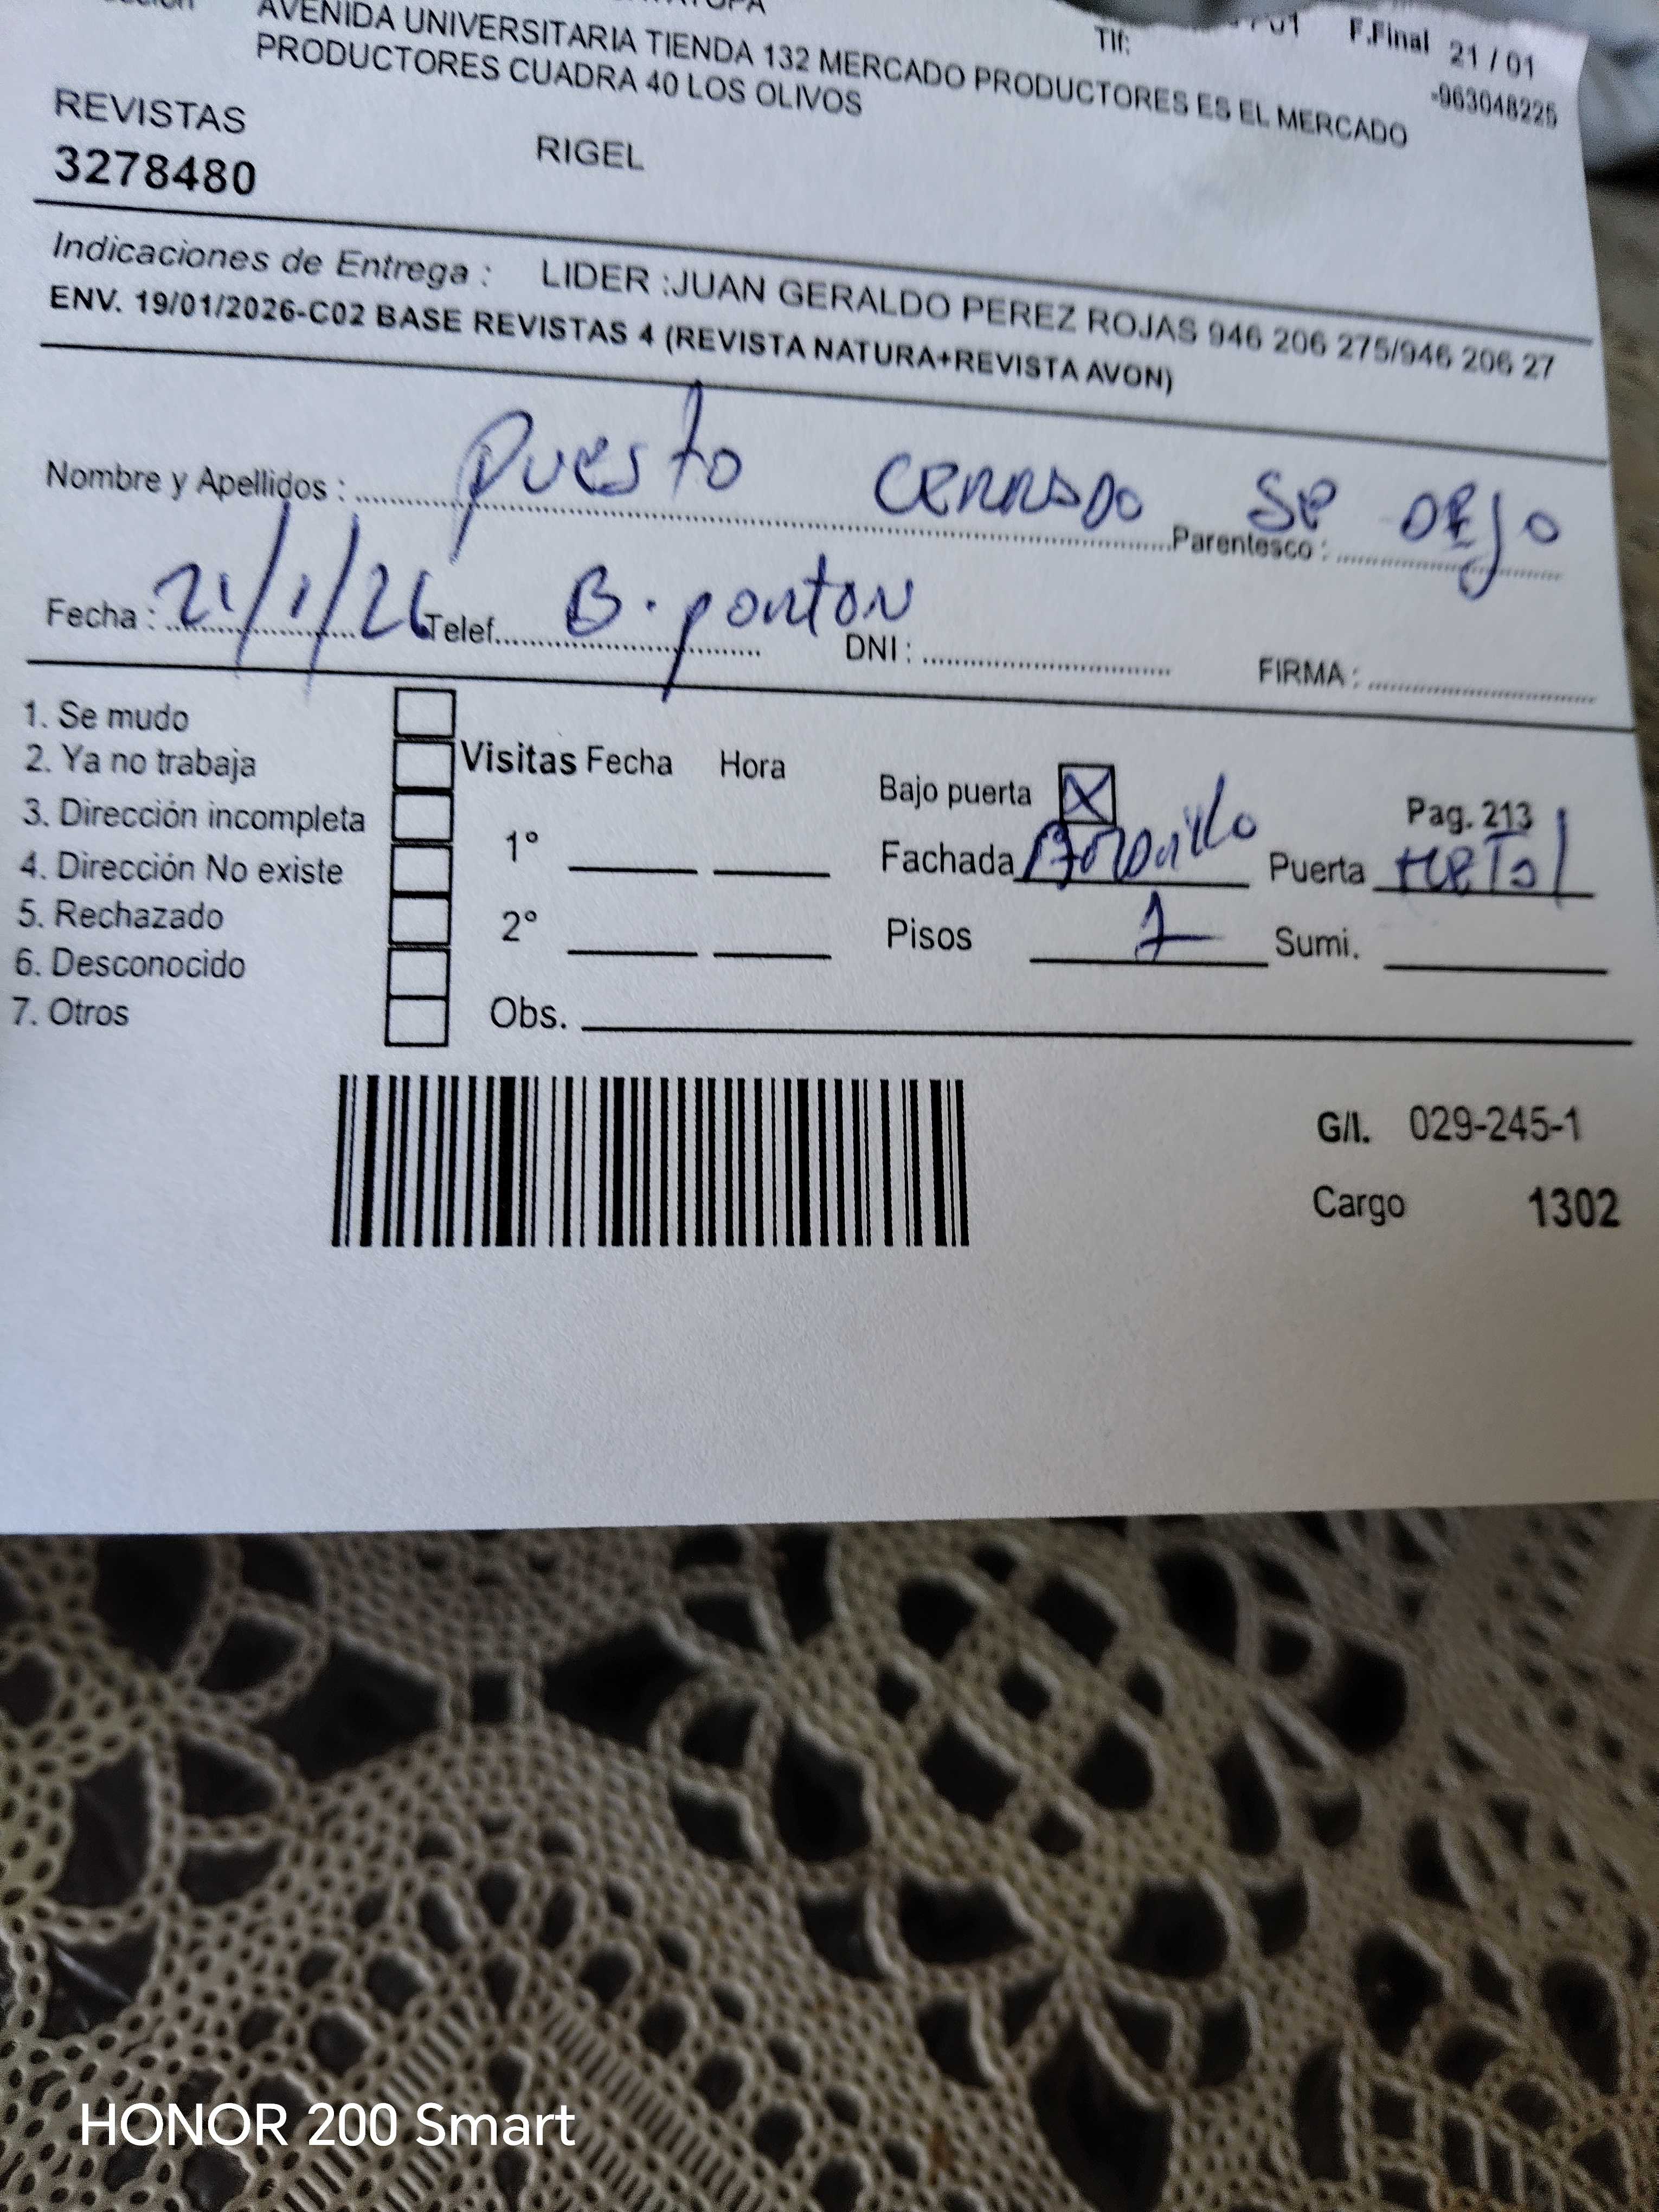 AVENIDA UNIVERSITARIA TIENDA 132 MERCADO PRODUCTORES ES EL MERCADO
PRODUCTORES CUADRA 40 LOS OLIVOS
Tlf:
F.Final 21 / 01
-963048225
REVISTAS
3278480
RIGEL
Indicaciones de Entrega : LIDER :JUAN GERALDO PEREZ ROJAS 946 206 275/946 206 27
ENV. 19/01/2026-C02 BASE REVISTAS 4 (REVISTA NATURA+REVISTA AVON)
Nombre y Apellidos : Puesto CERRADO SE DEJO
Parentesco :
Fecha : 21/1/26 Telef. B. porton DNI : FIRMA :
1. Se mudo
2. Ya no trabaja
3. Dirección incompleta
4. Dirección No existe
5. Rechazado
6. Desconocido
7. Otros
Visitas Fecha Hora
1°
2°
Obs.
Bajo puerta X
Pag. 213
Fachada Puerta METAL
Pisos 1 Sumi.
G/I. 029-245-1
Cargo 1302
HONOR 200 Smart